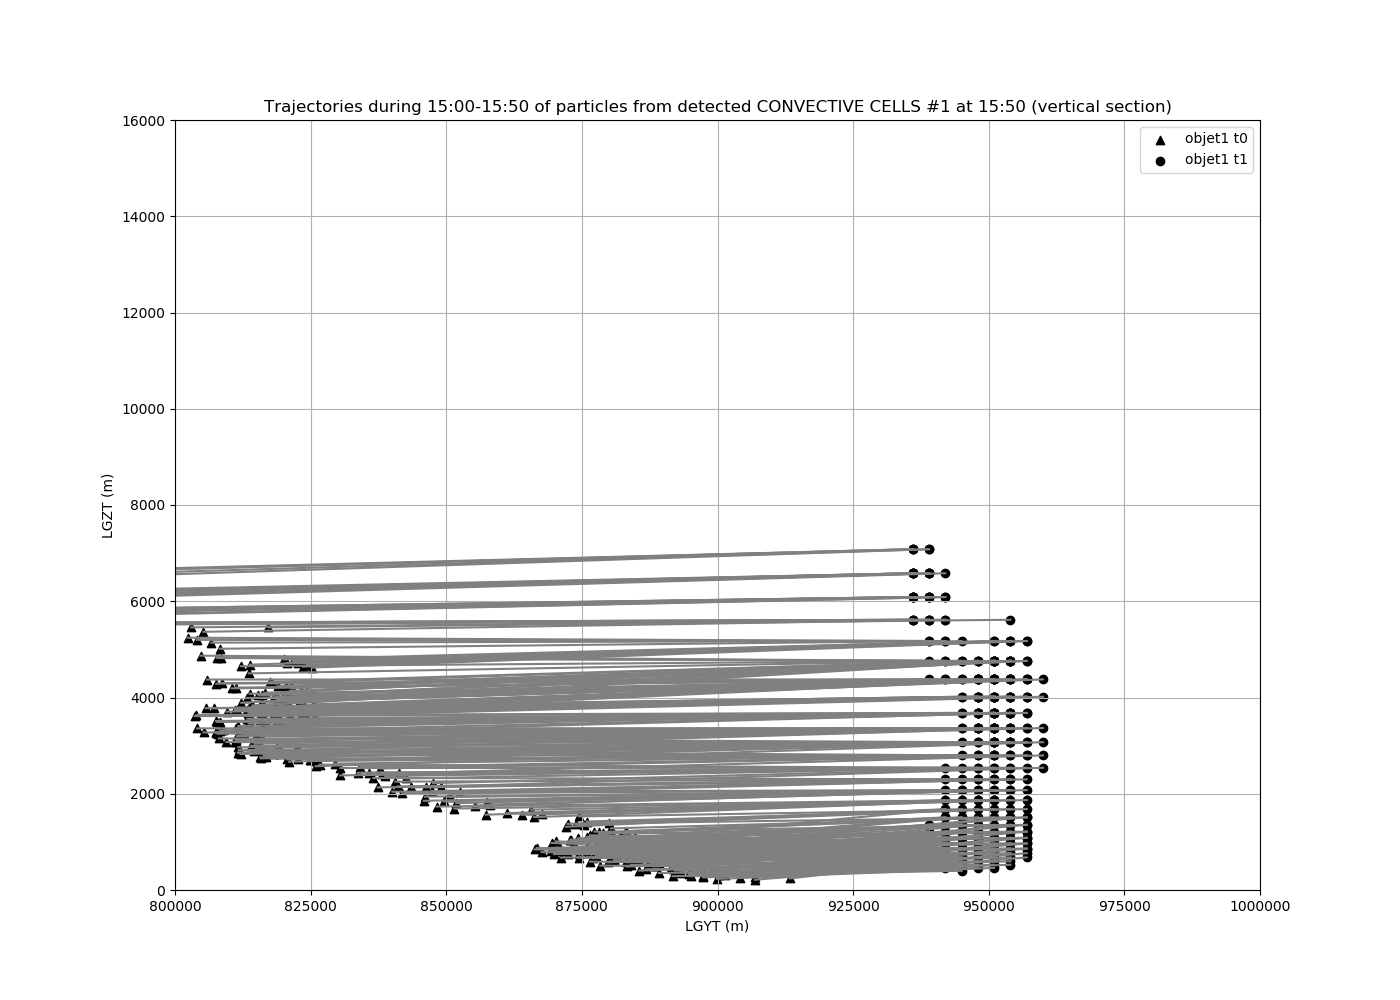 Trajectories during 15:00-15:50 of particles from detected CONVECTIVE CELLS #1 at 15:50 (vertical section)
objet1 t0
objet1 t1
16000
14000
12000
10000
8000
6000
4000
2000
0
LGZT (m)
800000 825000 850000 875000 900000 925000 950000 975000 1000000
LGYT (m)